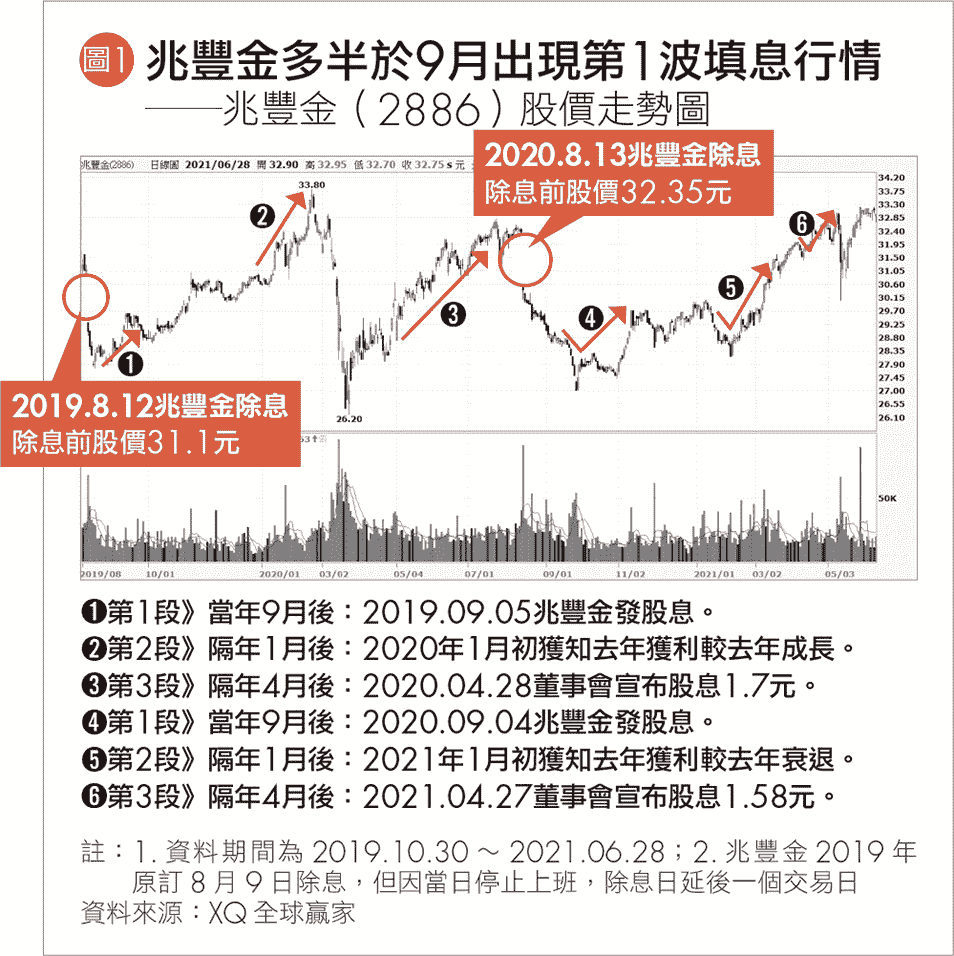 圖1 兆豐金多半於9月出現第1波填息行情
——兆豐金（2886）股價走勢圖
兆豐金(2886) 日線圖 2021/06/28 開 32.90 高 32.95 低 32.70 收 32.75 s 元
2020.8.13兆豐金除息
除息前股價32.35元
34.20
33.75
33.30
32.85
32.40
31.95
31.50
31.05
30.60
30.15
29.70
29.25
28.80
28.35
27.90
27.45
27.00
26.55
26.10
33.80
❷
❻
❺
❸
❹
❶
26.20
2019.8.12兆豐金除息
除息前股價31.1元
50K
2019/08 10/01 2020/01 03/02 05/04 07/01 09/01 11/02 2021/01 03/02 05/03
❶第1段》當年9月後：2019.09.05兆豐金發股息。
❷第2段》隔年1月後：2020年1月初獲知去年獲利較去年成長。
❸第3段》隔年4月後：2020.04.28董事會宣布股息1.7元。
❹第1段》當年9月後：2020.09.04兆豐金發股息。
❺第2段》隔年1月後：2021年1月初獲知去年獲利較去年衰退。
❻第3段》隔年4月後：2021.04.27董事會宣布股息1.58元。
註：1. 資料期間為 2019.10.30 ～ 2021.06.28；2. 兆豐金 2019 年
原訂 8 月 9 日除息，但因當日停止上班，除息日延後一個交易日
資料來源：XQ 全球贏家